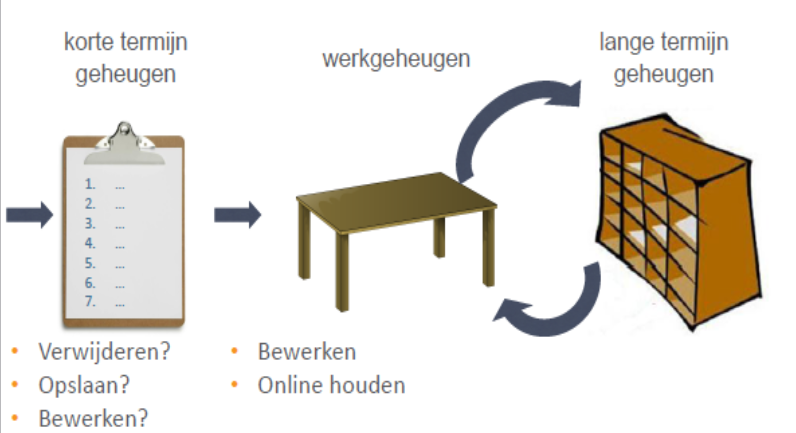 korte termijn
geheugen
werkgeheugen
lange termijn
geheugen
1. ...
2. ...
3. ...
4. ...
5. ...
6. ...
7. ...
• Verwijderen?
• Opslaan?
• Bewerken?
• Bewerken
• Online houden